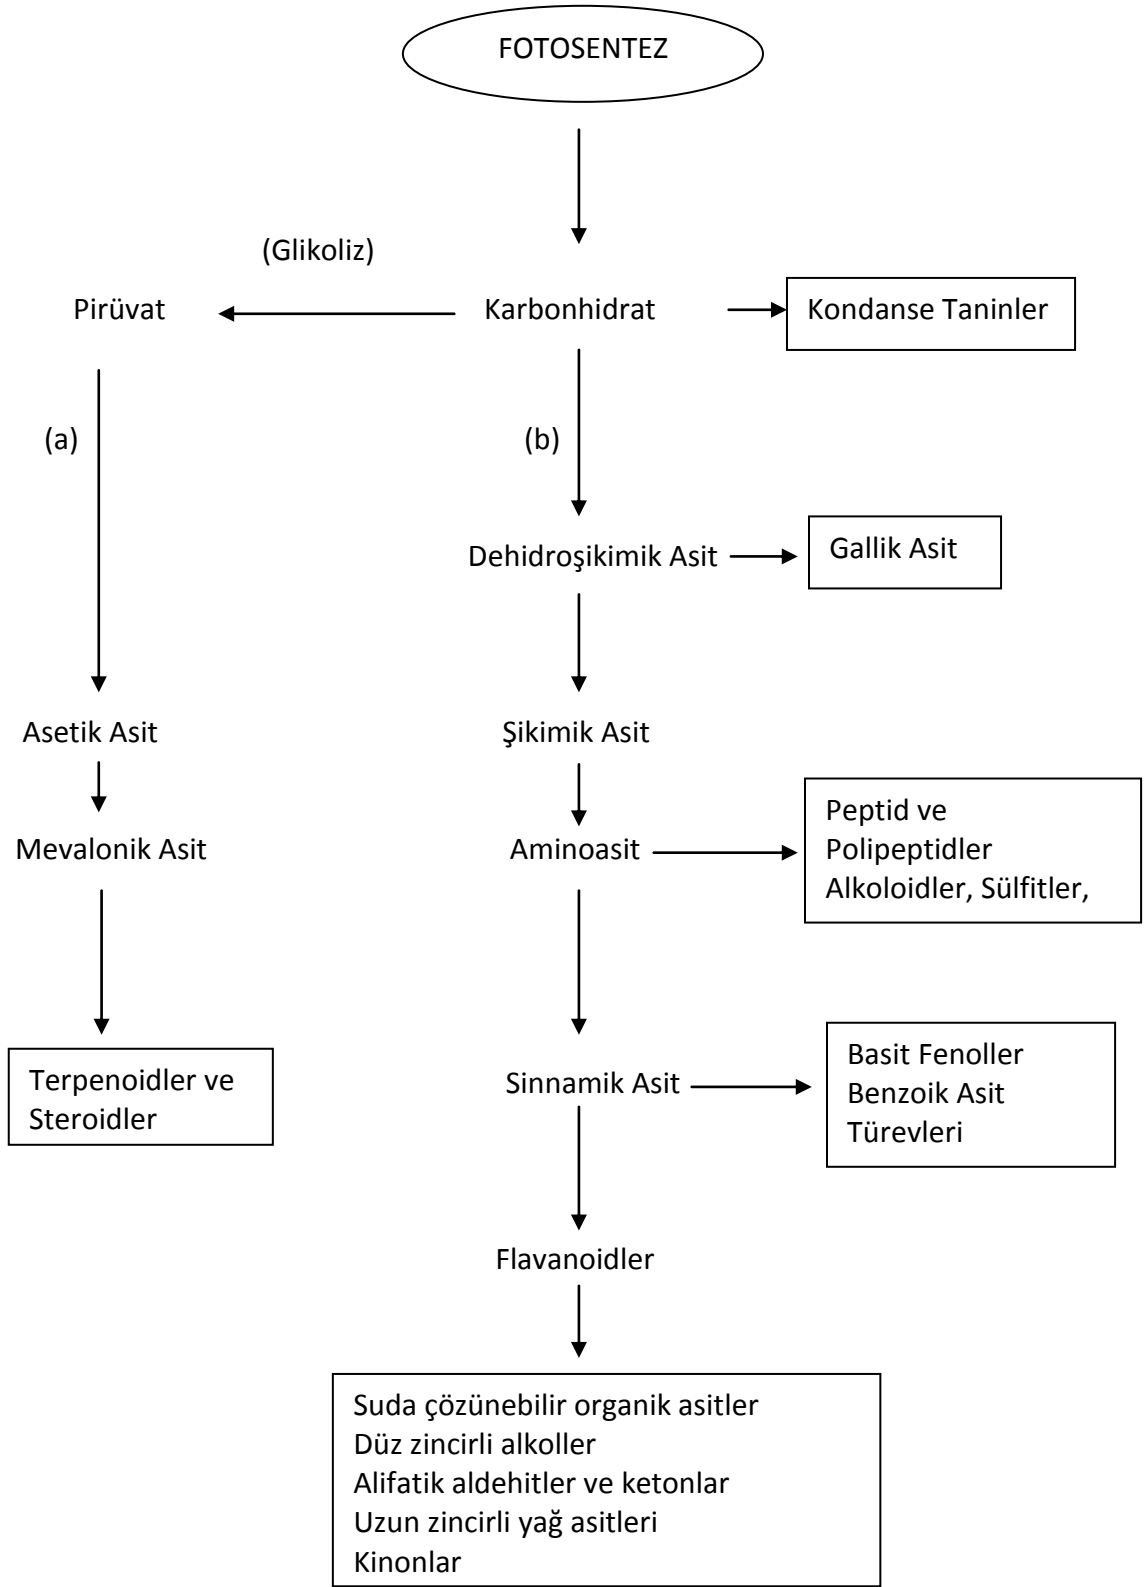 FOTOSENTEZ
(Glikoliz)
Pirüvat
Karbonhidrat
Kondanse Taninler
(a)
(b)
Dehidroşikimik Asit
Gallik Asit
Asetik Asit
Şikimik Asit
Mevalonik Asit
Aminoasit
Peptid ve
Polipeptidler
Alkoloidler, Sülfitler,
Terpenoidler ve
Steroidler
Sinnamik Asit
Basit Fenoller
Benzoik Asit
Türevleri
Flavanoidler
Suda çözünebilir organik asitler
Düz zincirli alkoller
Alifatik aldehitler ve ketonlar
Uzun zincirli yağ asitleri
Kinonlar